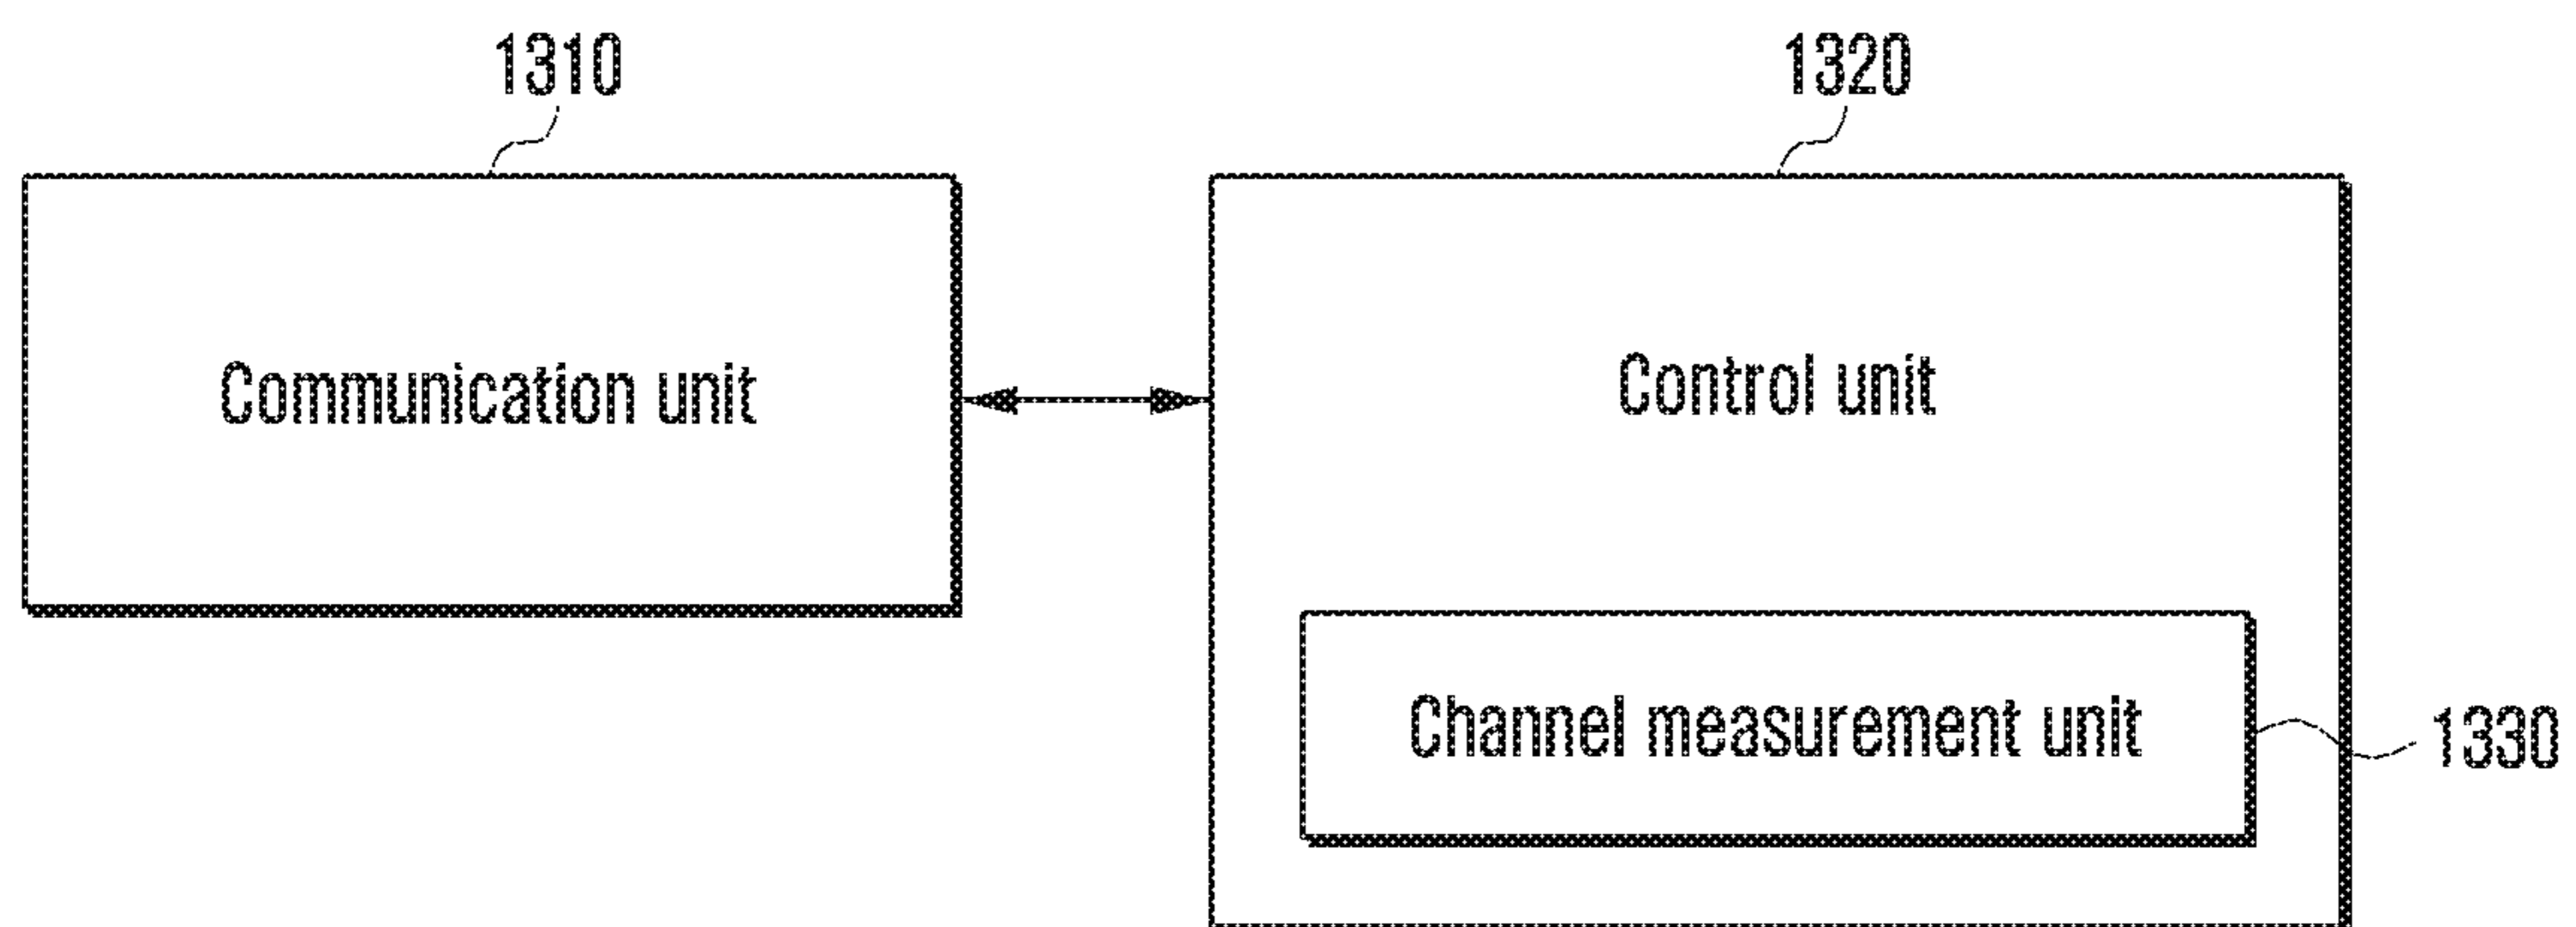 1310
1320
Communication unit
Control unit
Channel measurement unit
1330